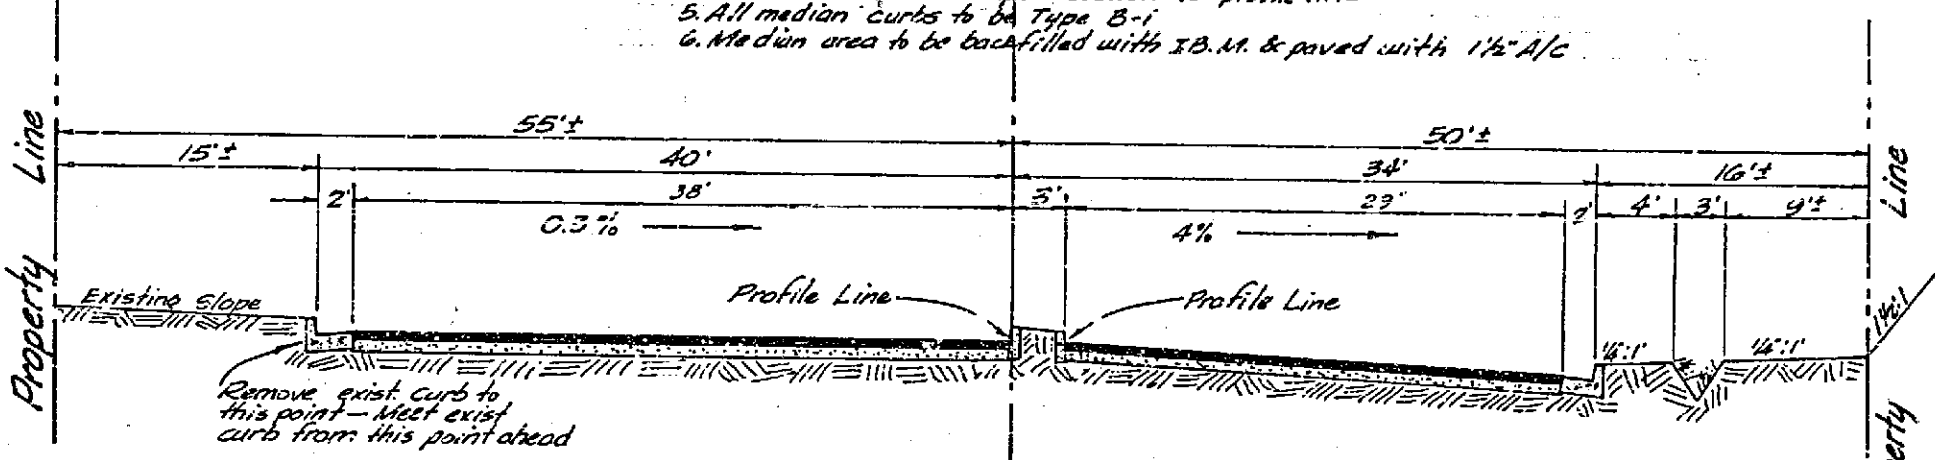 5. All median curbs to be Type B-1
6. Median area to be backfilled with I.B.M. & paved with 1½" A/C
55'±
50'±
15'±
40'
34'
16'±
2'
38'
29'
2'
4'
3'
9'±
0.3%
4%
Property Line
Line
Existing Slope
Profile Line
Profile Line
1½:1
¼":1'
¼":1'
Remove exist. curb to
this point — Meet exist
curb from this point ahead